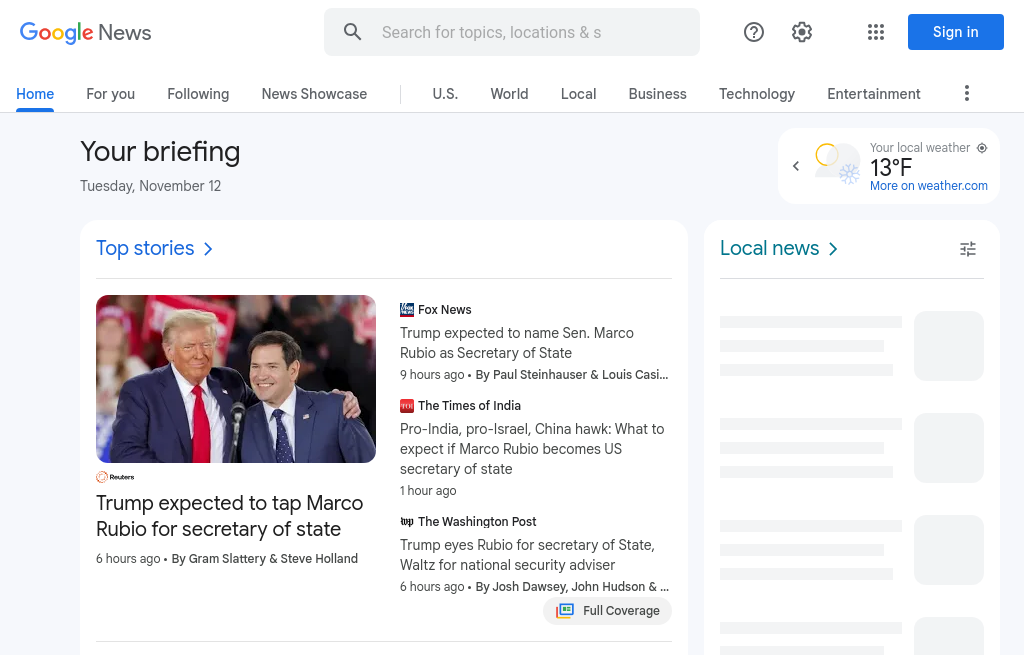 Google News
Search for topics, locations & s
Sign in
Home
For you
Following
News Showcase
U.S.
World
Local
Business
Technology
Entertainment
Your briefing
Tuesday, November 12
Your local weather
13°F
More on weather.com
Top stories
Reuters
Trump expected to tap Marco
Rubio for secretary of state
6 hours ago • By Gram Slattery & Steve Holland
Fox News
Trump expected to name Sen. Marco
Rubio as Secretary of State
9 hours ago • By Paul Steinhauser & Louis Casi...
TOI
The Times of India
Pro-India, pro-Israel, China hawk: What to
expect if Marco Rubio becomes US
secretary of state
1 hour ago
wp
The Washington Post
Trump eyes Rubio for secretary of State,
Waltz for national security adviser
6 hours ago • By Josh Dawsey, John Hudson & ...
Full Coverage
Local news